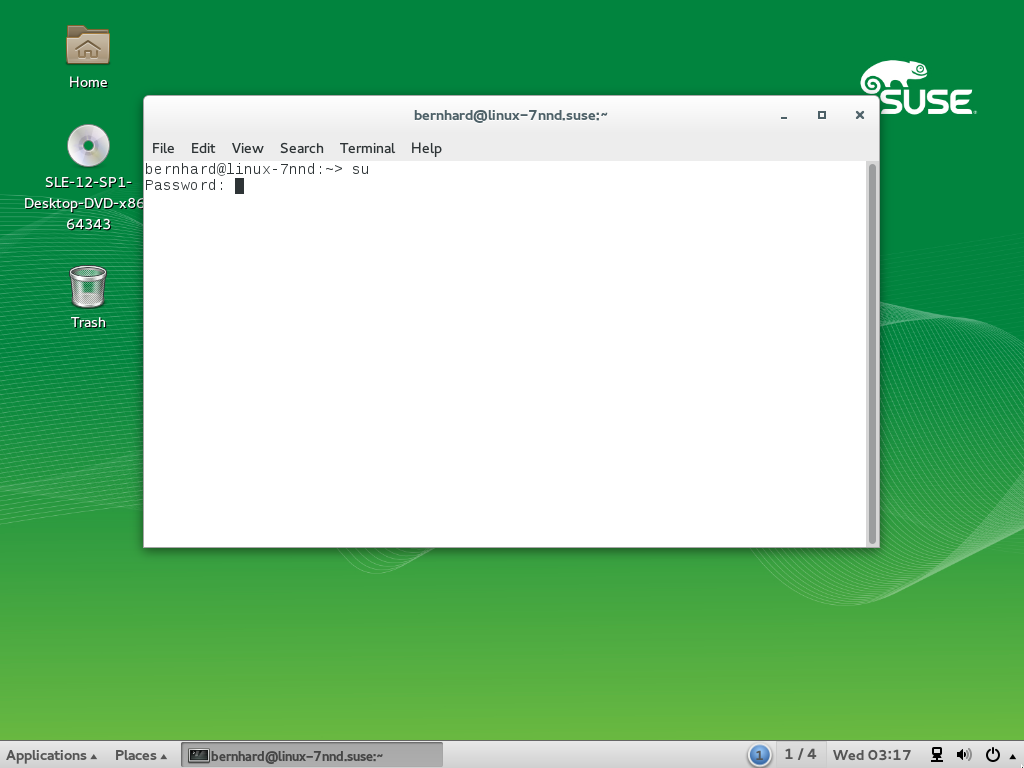 Home
SLE-12-SP1-
Desktop-DVD-x86
64343
Trash
SUSE
bernhard@linux-7nnd.suse:~
File Edit View Search Terminal Help
bernhard@linux-7nnd:~> su
Password:
Applications Places bernhard@linux-7nnd.suse:~ 1 1 / 4 Wed 03:17